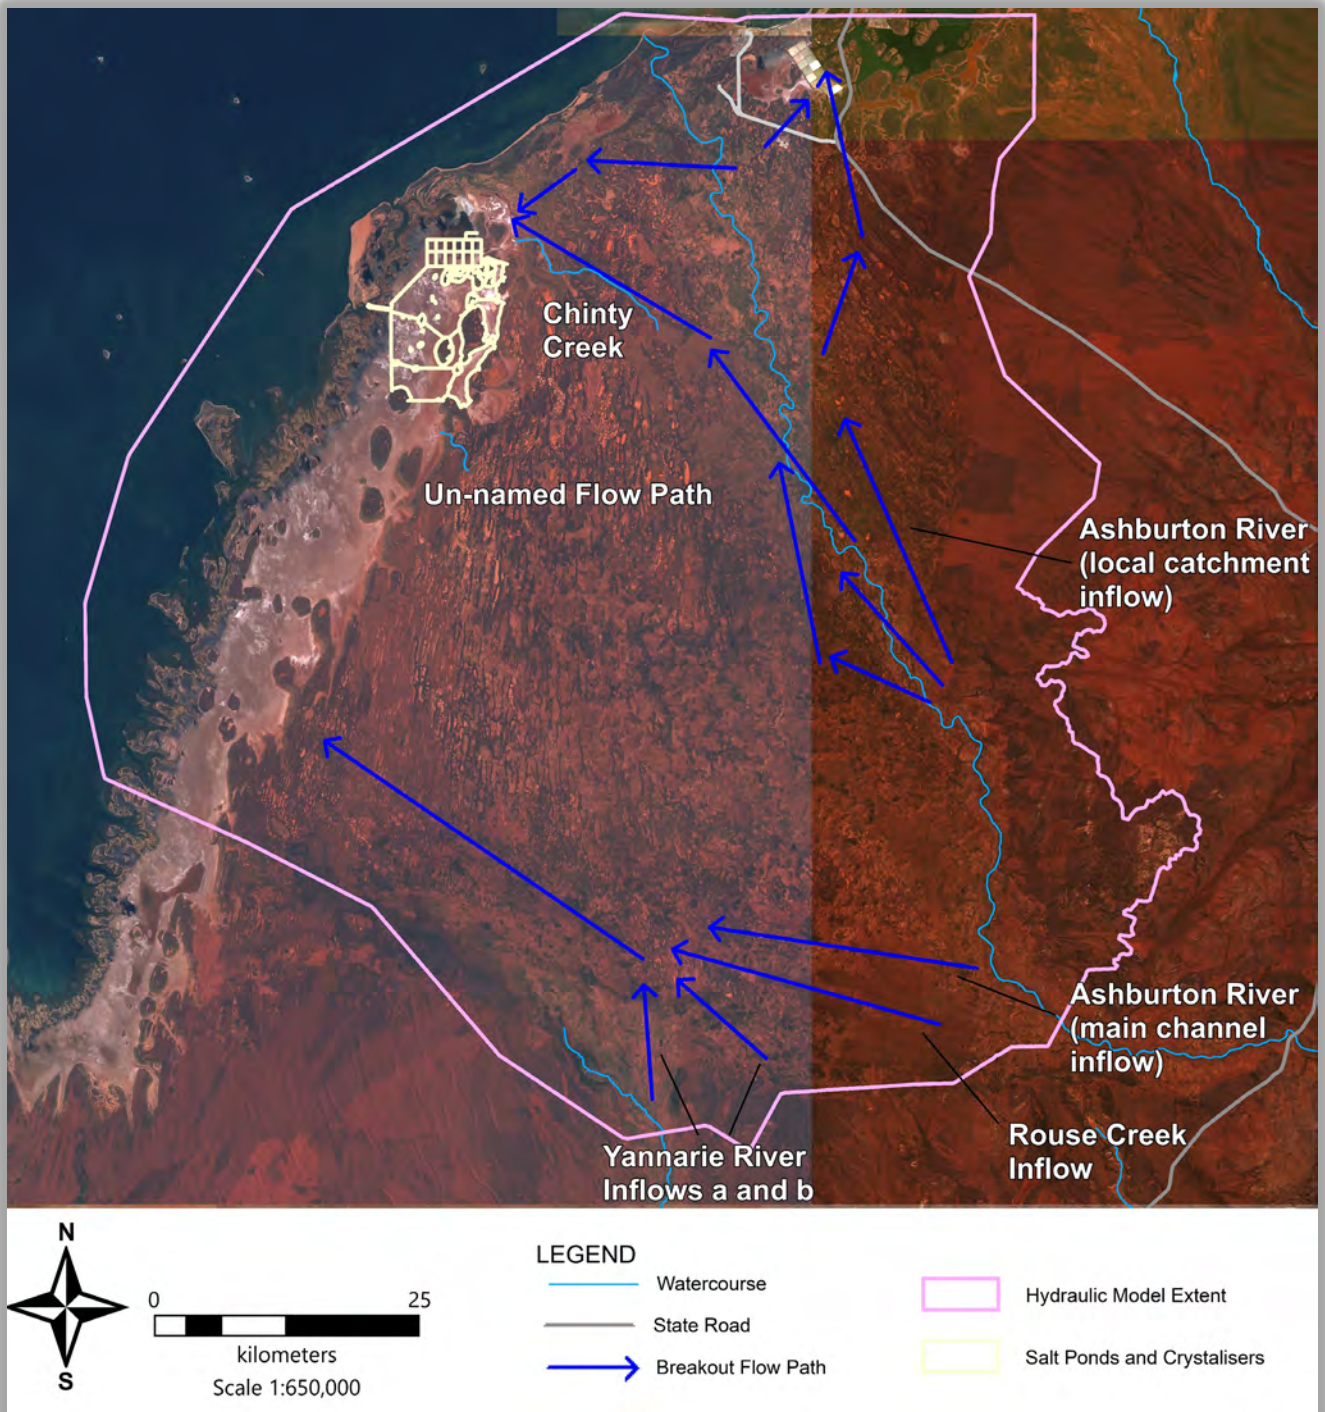 Chinty
Creek
Un-named Flow Path
Ashburton River
(local catchment
inflow)
Ashburton River
(main channel
inflow)
Rouse Creek
Inflow
Yannarie River
Inflows a and b
N
S
0 25
kilometers
Scale 1:650,000
LEGEND
Watercourse
State Road
Breakout Flow Path
Hydraulic Model Extent
Salt Ponds and Crystalisers